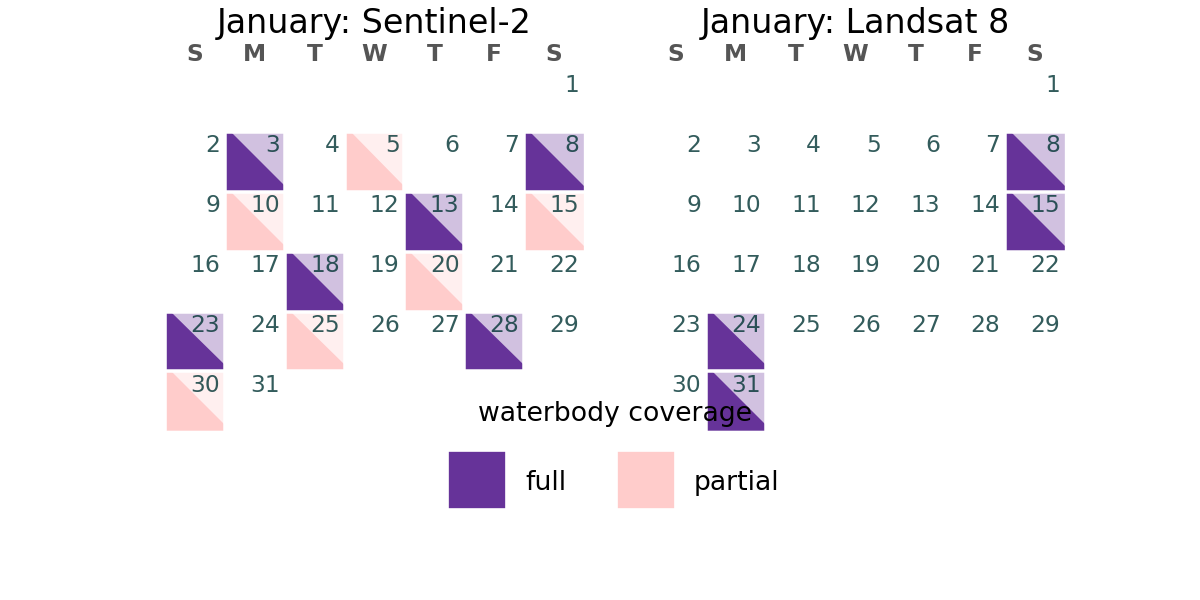 January: Sentinel-2
S M T W T F S
1
2 3 4 5 6 7 8
9 10 11 12 13 14 15
16 17 18 19 20 21 22
23 24 25 26 27 28 29
30 31
January: Landsat 8
S M T W T F S
1
2 3 4 5 6 7 8
9 10 11 12 13 14 15
16 17 18 19 20 21 22
23 24 25 26 27 28 29
30 31
waterbody coverage
full partial